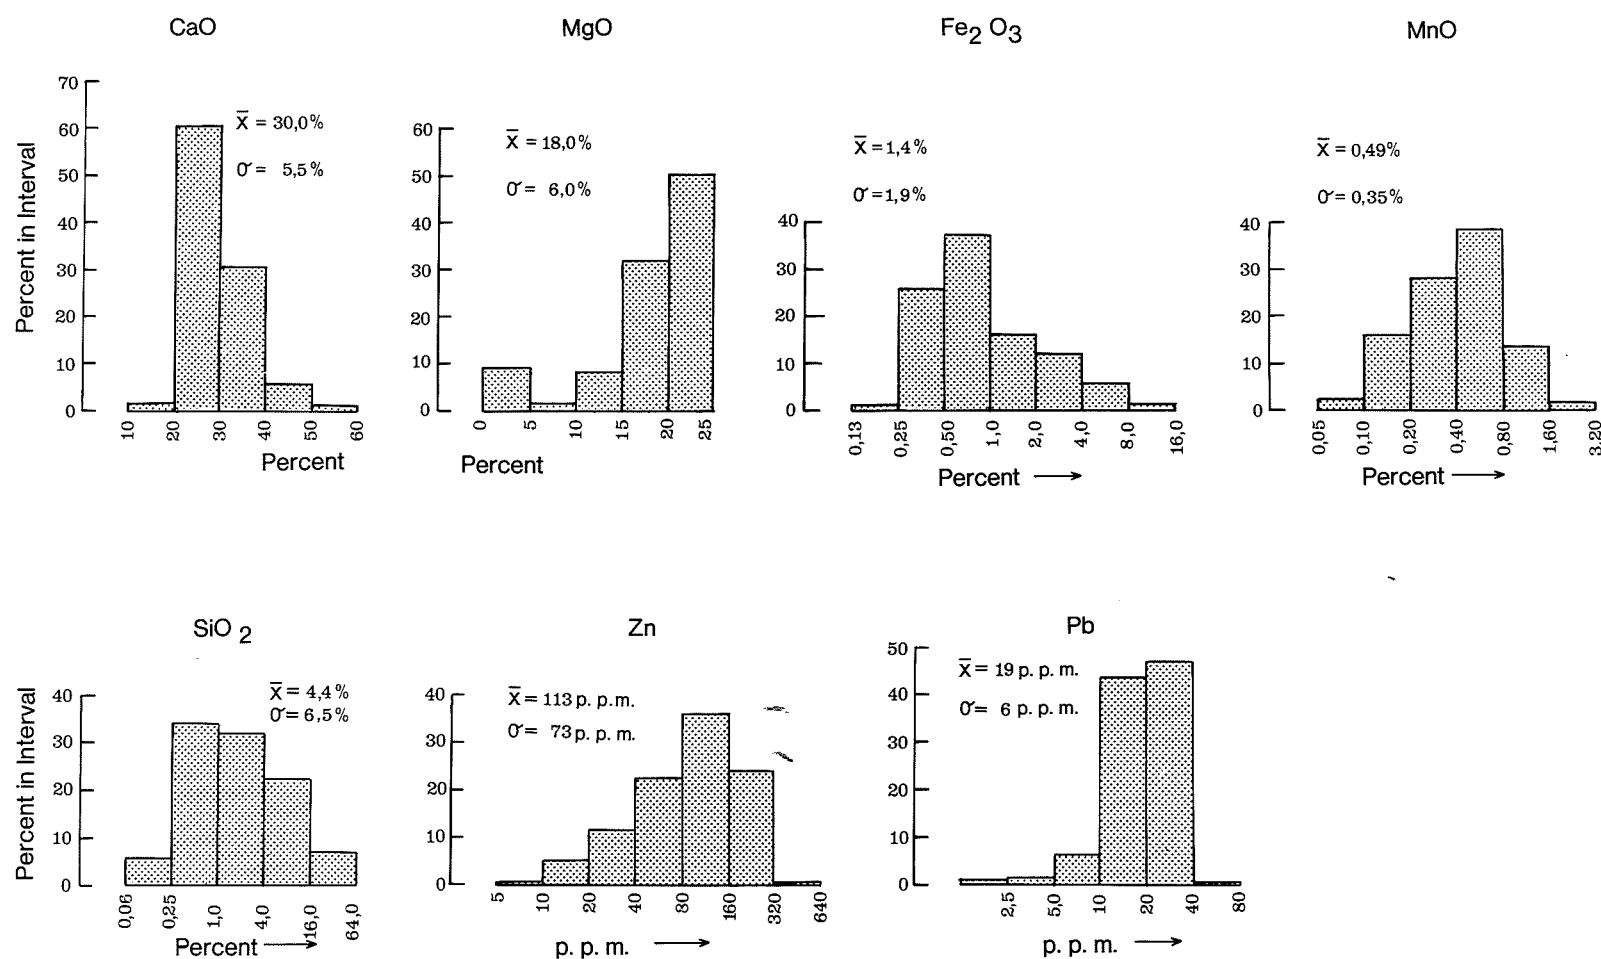 CaO
MgO
Fe2 O3
MnO
Percent in Interval
70
60
50
40
30
20
10
0
X̄ = 30,0%
σ = 5,5%
10 20 30 40 50 60
Percent
60
50
40
30
20
10
0
X̄ = 18,0%
σ = 6,0%
0 5 10 15 20 25
Percent
40
30
20
10
0
X̄ = 1,4%
σ = 1,9%
0,13 0,25 0,50 1,0 2,0 4,0 8,0 16,0
Percent →
40
30
20
10
0
X̄ = 0,49%
σ = 0,35%
0,05 0,10 0,20 0,40 0,80 1,60 3,20
Percent →
SiO 2
Zn
Pb
Percent in Interval
40
30
20
10
0
X̄ = 4,4%
σ = 6,5%
0,06 0,25 1,0 4,0 16,0 64,0
Percent →
40
30
20
10
0
X̄ = 113 p. p.m.
σ = 73 p. p. m.
5 10 20 40 80 160 320 640
p. p. m. →
50
40
30
20
10
0
X̄ = 19 p. p. m.
σ = 6 p. p. m.
2,5 5,0 10 20 40 80
p. p. m. →